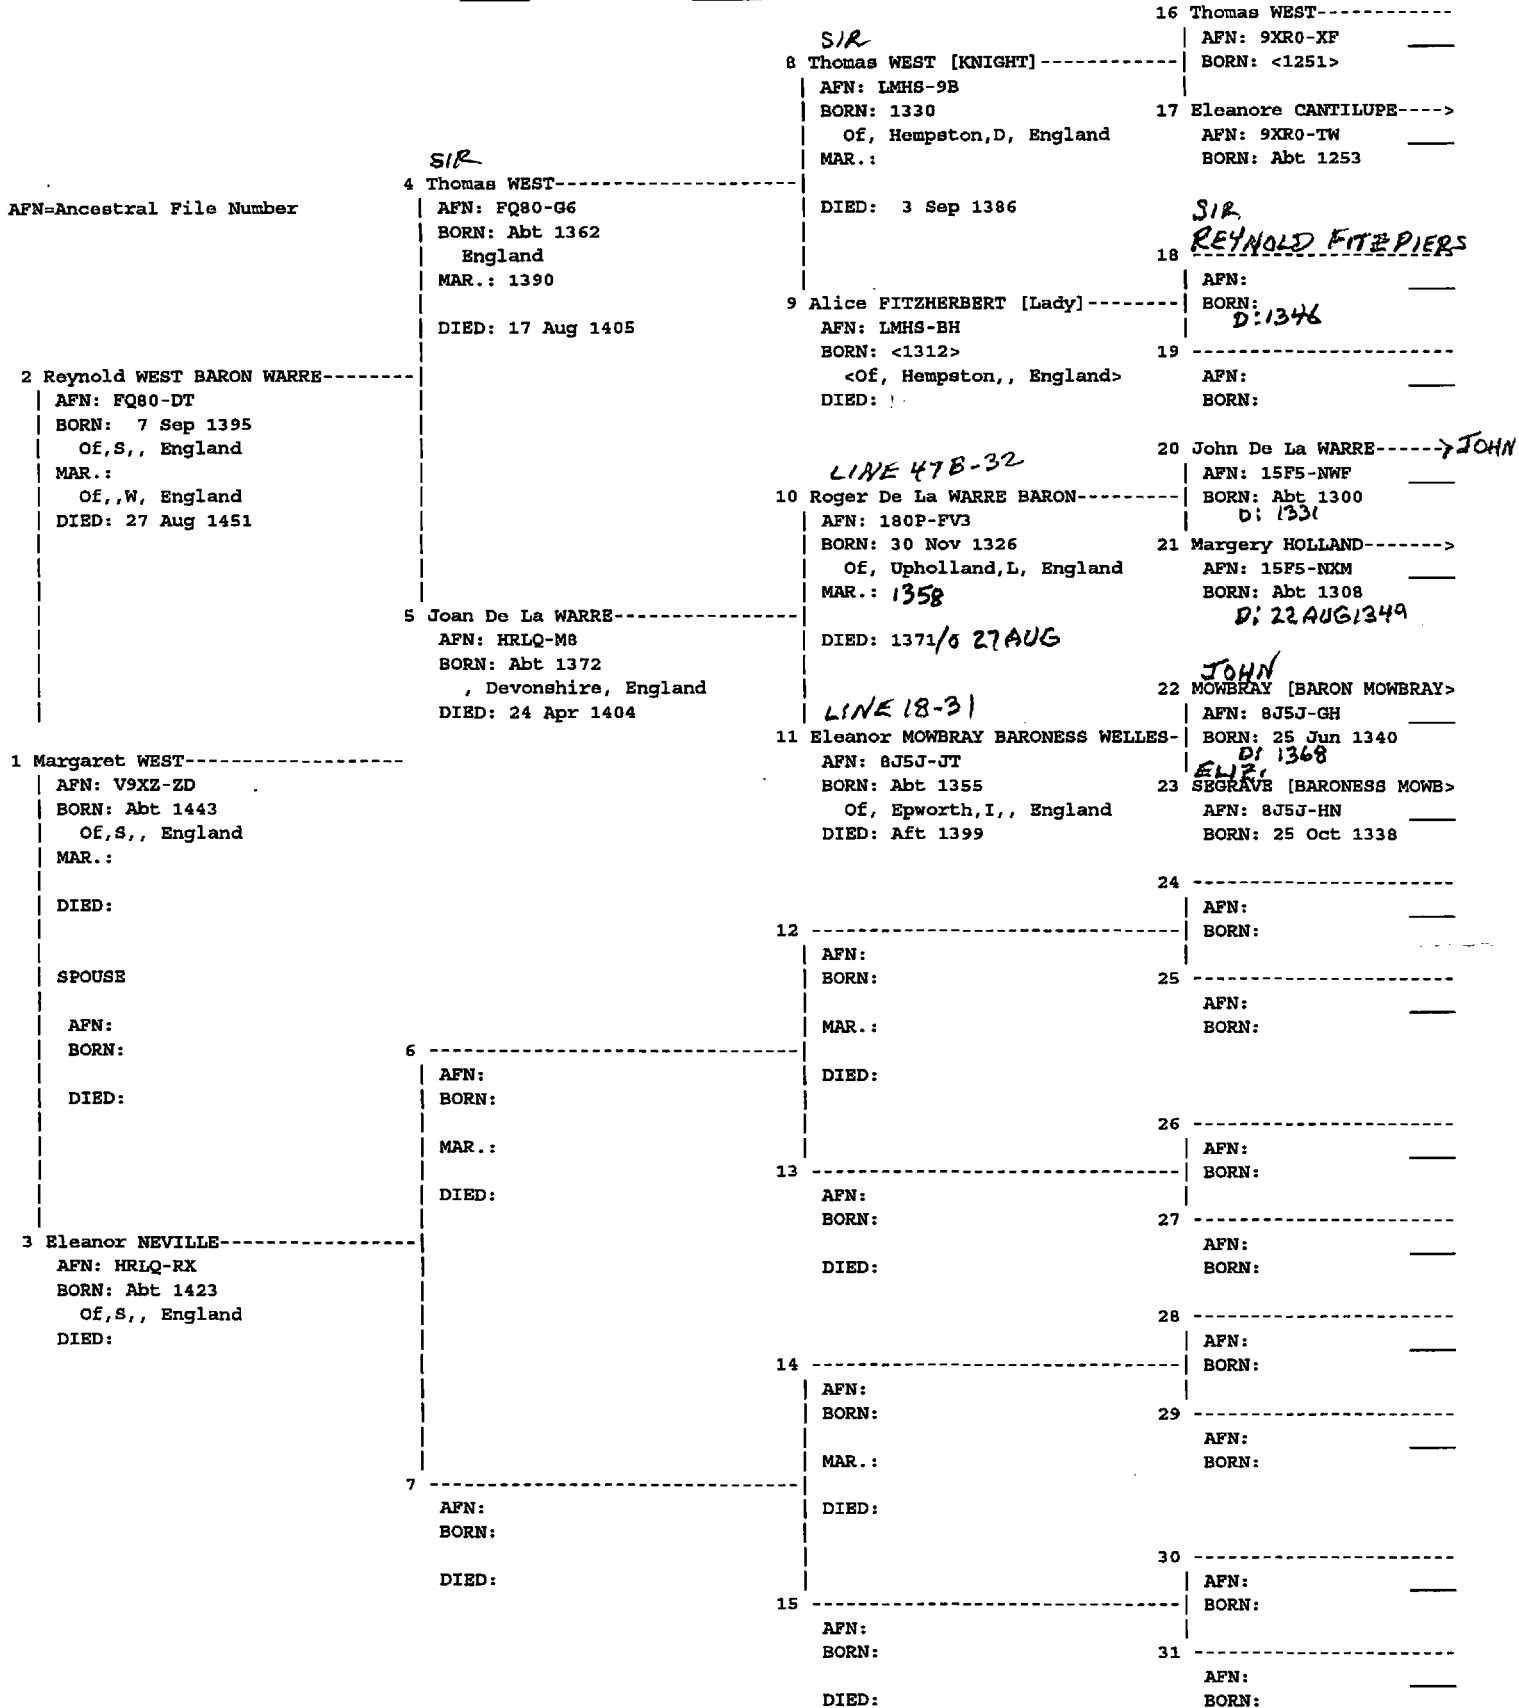 AFN=Ancestral File Number
1 Margaret WEST------------------
AFN: V9XZ-ZD
BORN: Abt 1443
Of,S,, England
MAR.:
DIED:
SPOUSE
AFN:
BORN:
DIED:
2 Reynold WEST BARON WARRE--------
AFN: FQ80-DT
BORN: 7 Sep 1395
Of,S,, England
MAR.:
Of,,W, England
DIED: 27 Aug 1451
3 Eleanor NEVILLE----------------
AFN: HRLQ-RX
BORN: Abt 1423
Of,S,, England
DIED:
SIR
4 Thomas WEST--------------------
AFN: FQ80-G6
BORN: Abt 1362
England
MAR.: 1390
DIED: 17 Aug 1405
5 Joan De La WARRE---------------
AFN: HRLQ-M8
BORN: Abt 1372
, Devonshire, England
DIED: 24 Apr 1404
6 -------------------------------
AFN:
BORN:
MAR.:
DIED:
7 -------------------------------
AFN:
BORN:
DIED:
SIR
8 Thomas WEST [KNIGHT]------------
AFN: LMHS-9B
BORN: 1330
Of, Hempston,D, England
MAR.:
DIED: 3 Sep 1386
9 Alice FITZHERBERT [Lady]--------
AFN: LMHS-BH
BORN: <1312>
<Of, Hempston,, England>
DIED:
LINE 47B-32
10 Roger De La WARRE BARON---------
AFN: 180P-FV3
BORN: 30 Nov 1326
Of, Upholland,L, England
MAR.: 1358
DIED: 1371/0 27 AUG
LINE 18-31
11 Eleanor MOWBRAY BARONESS WELLES-
AFN: 8J5J-JT
BORN: Abt 1355
Of, Epworth,I,, England
DIED: Aft 1399
12 -------------------------------
AFN:
BORN:
MAR.:
DIED:
13 -------------------------------
AFN:
BORN:
DIED:
14 -------------------------------
AFN:
BORN:
MAR.:
DIED:
15 -------------------------------
AFN:
BORN:
DIED:
16 Thomas WEST------------
AFN: 9XR0-XF
BORN: <1251>
17 Eleanore CANTILUPE---->
AFN: 9XR0-TW
BORN: Abt 1253
SIR
REYNOLD FITZPIERS
18 ----------------------
AFN:
BORN:
D: 1346
19 ----------------------
AFN:
BORN:
20 John De La WARRE------> JOHN
AFN: 15F5-NWF
BORN: Abt 1300
D: 1331
21 Margery HOLLAND------->
AFN: 15F5-NXM
BORN: Abt 1308
D: 22 AUG 1349
JOHN
22 MOWBRAY [BARON MOWBRAY>
AFN: 8J5J-GH
BORN: 25 Jun 1340
D: 1368
ELIZ.
23 SEGRAVE [BARONESS MOWB>
AFN: 8J5J-HN
BORN: 25 Oct 1338
24 ----------------------
AFN:
BORN:
25 ----------------------
AFN:
BORN:
26 ----------------------
AFN:
BORN:
27 ----------------------
AFN:
BORN:
28 ----------------------
AFN:
BORN:
29 ----------------------
AFN:
BORN:
30 ----------------------
AFN:
BORN:
31 ----------------------
AFN:
BORN: